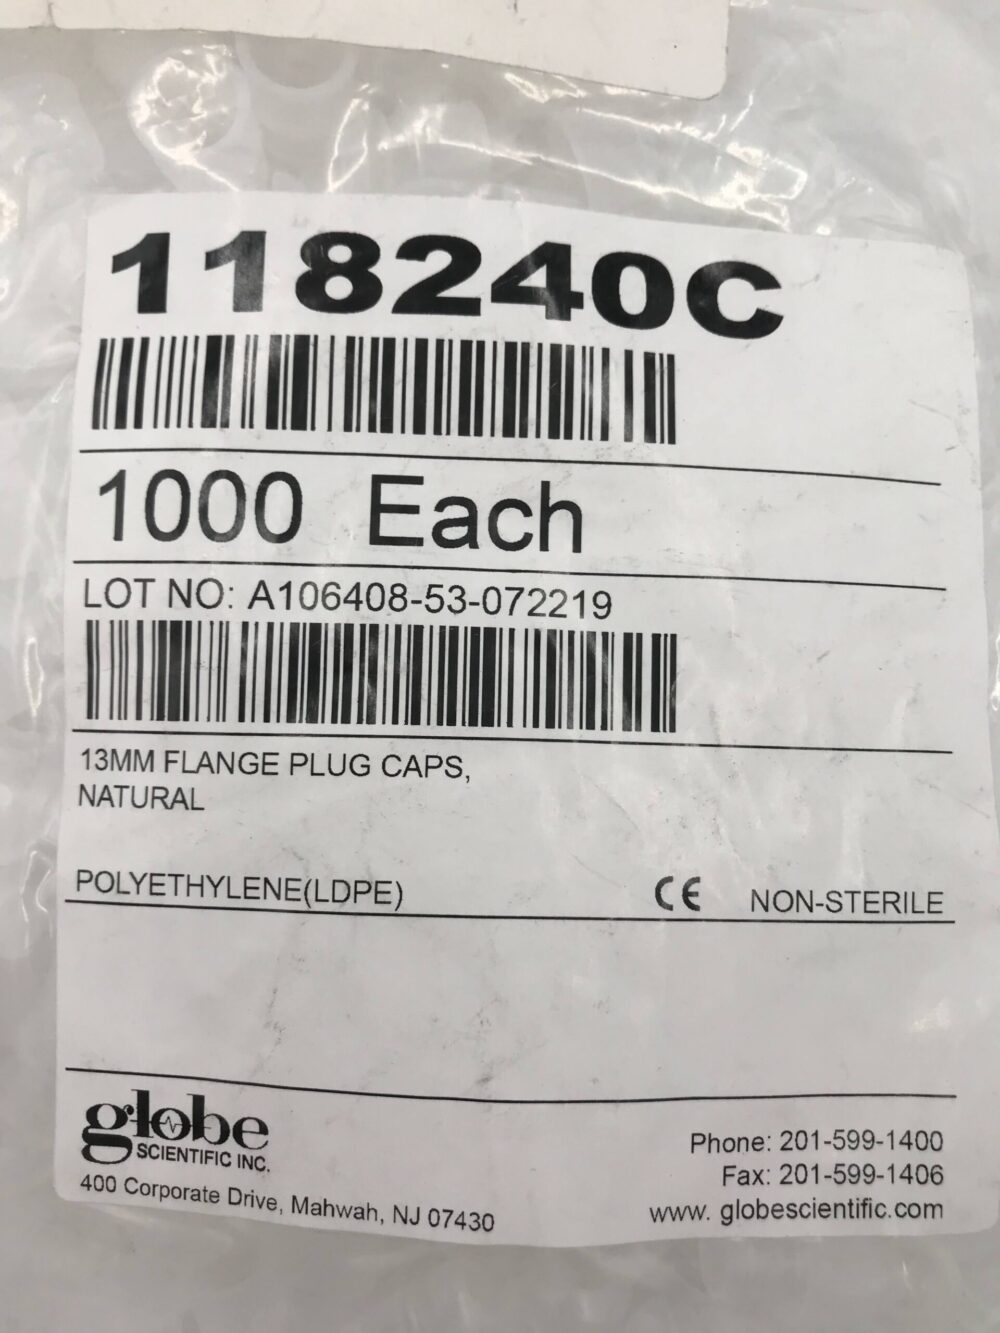 118240C
1000 Each
LOT NO: A106408-53-072219
13MM FLANGE PLUG CAPS,
NATURAL
POLYETHYLENE(LDPE) CE NON-STERILE
globe
SCIENTIFIC INC.
400 Corporate Drive, Mahwah, NJ 07430
Phone: 201-599-1400
Fax: 201-599-1406
www. globescientific.com